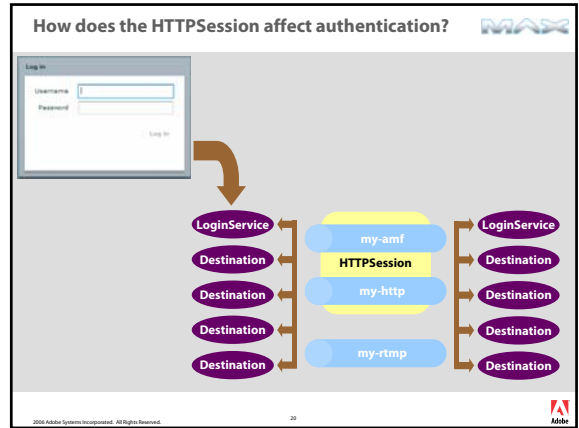 How does the HTTPSession affect authentication?
MAX
Log in
Username
Password
Log in
LoginService
Destination
Destination
Destination
Destination
my-amf
HTTPSession
my-http
my-rtmp
LoginService
Destination
Destination
Destination
Destination
2006 Adobe Systems Incorporated. All Rights Reserved.
20
Adobe